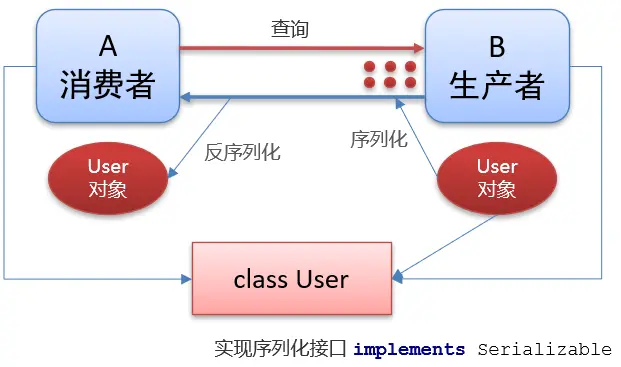 查询
A
消费者
B
生产者
反序列化
序列化
User
对象
User
对象
class User
实现序列化接口 implements Serializable